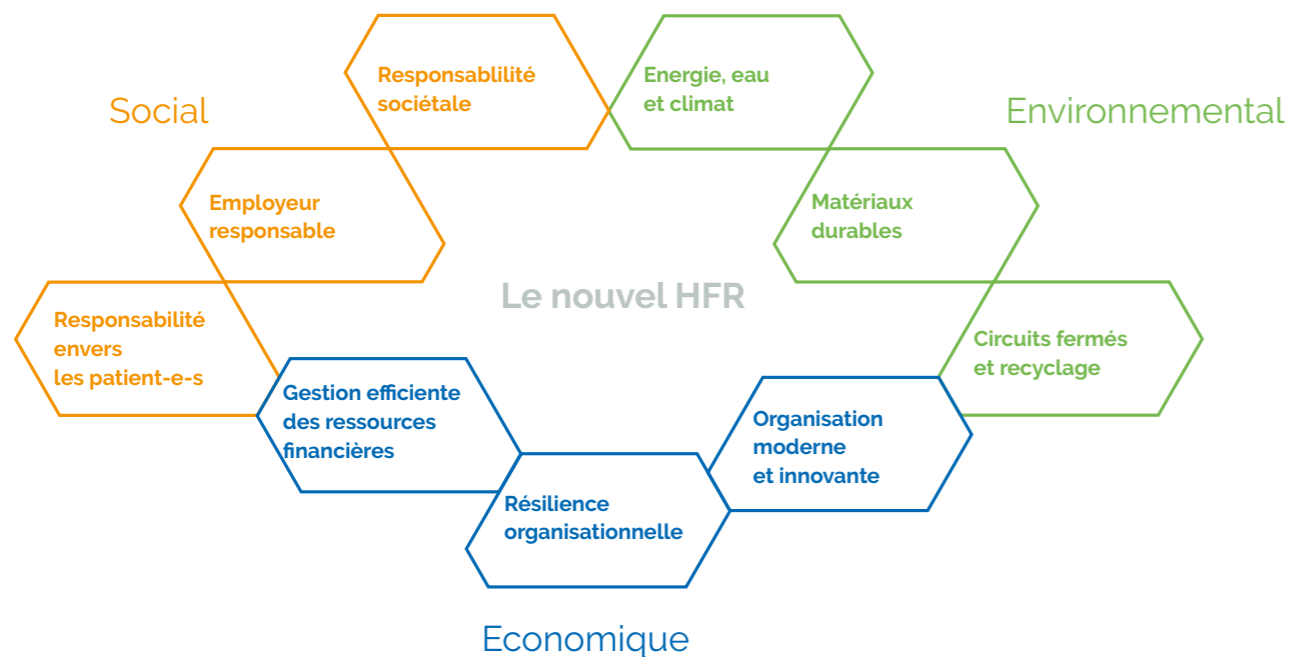 Social
Responsablilité
sociétale
Energie, eau
et climat
Environnemental
Employeur
responsable
Matériaux
durables
Le nouvel HFR
Responsabilité
envers
les patient-e-s
Circuits fermés
et recyclage
Gestion efficiente
des ressources
financières
Organisation
moderne
et innovante
Résilience
organisationnelle
Economique